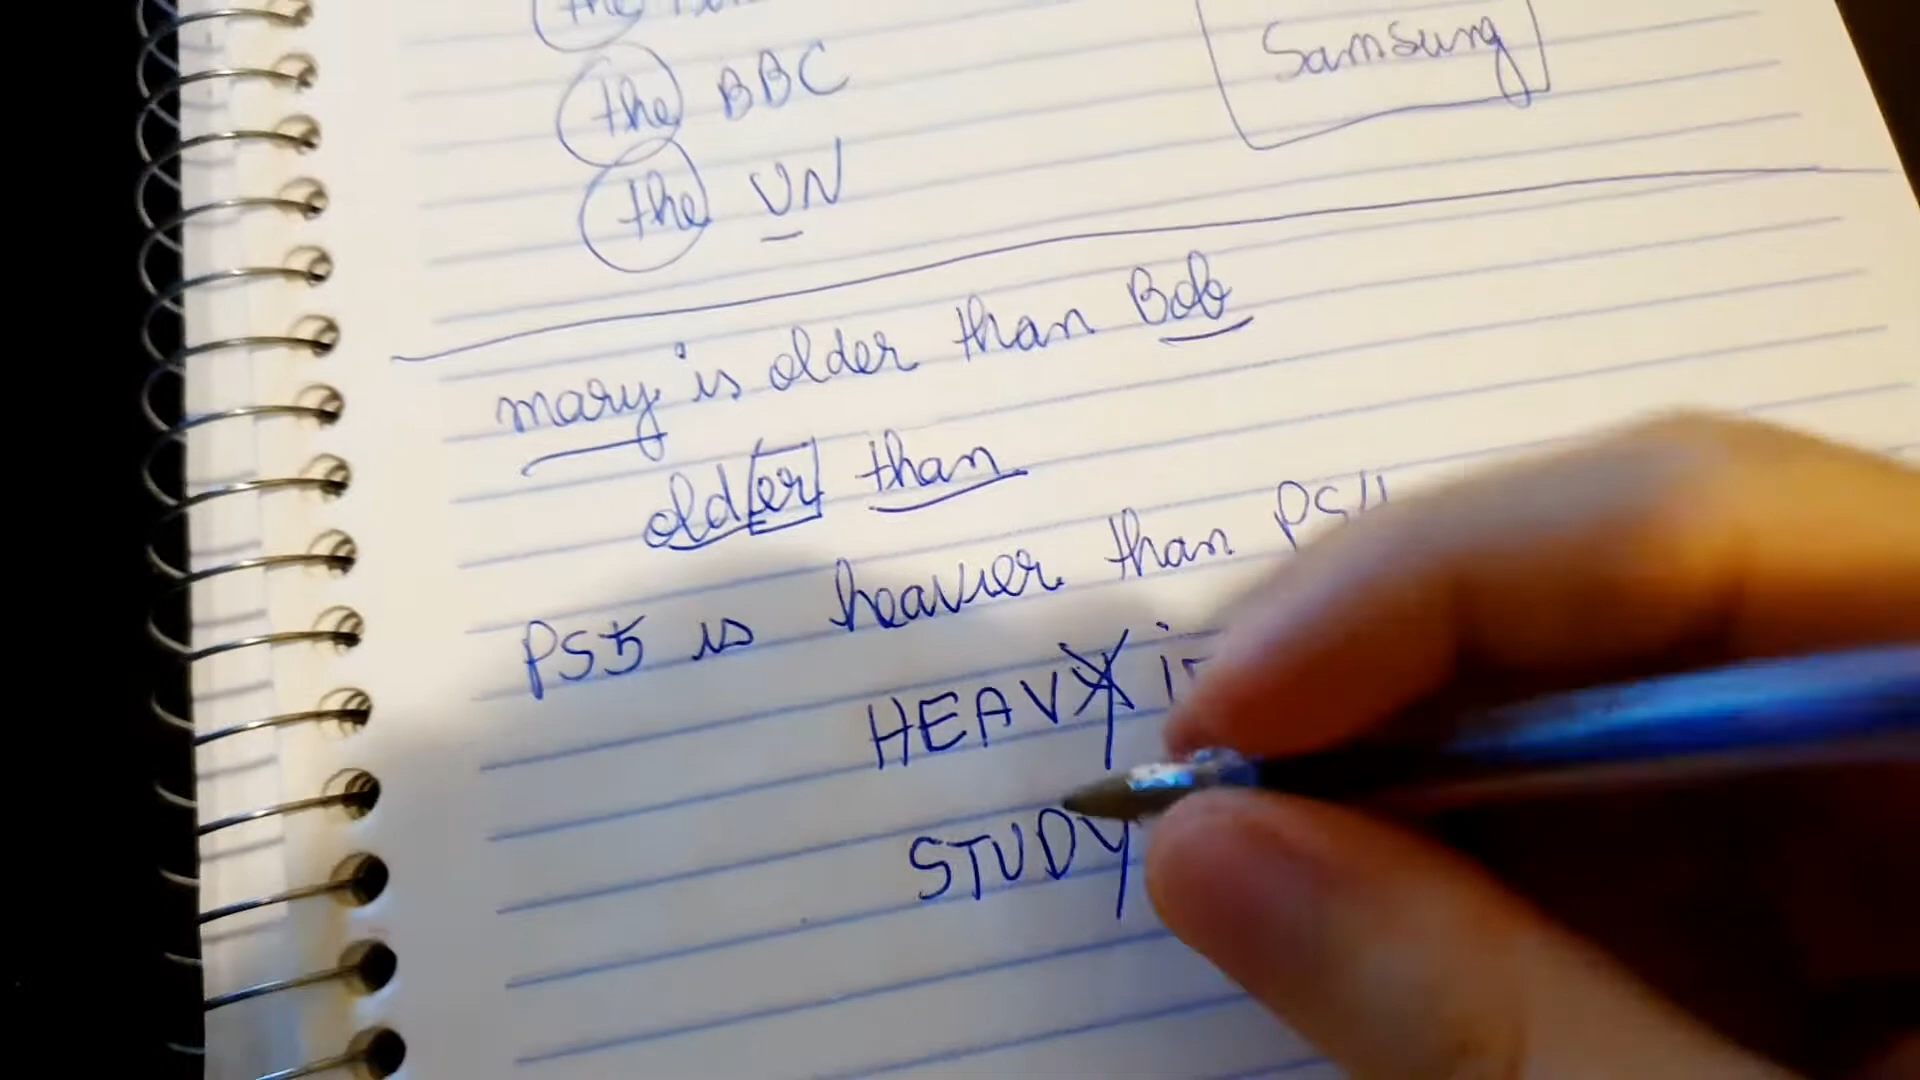 the
the BBC
Samsung
the UN
mary is older than Bob
older than
PS5 is heavier than PS4
HEAVY
STUDY